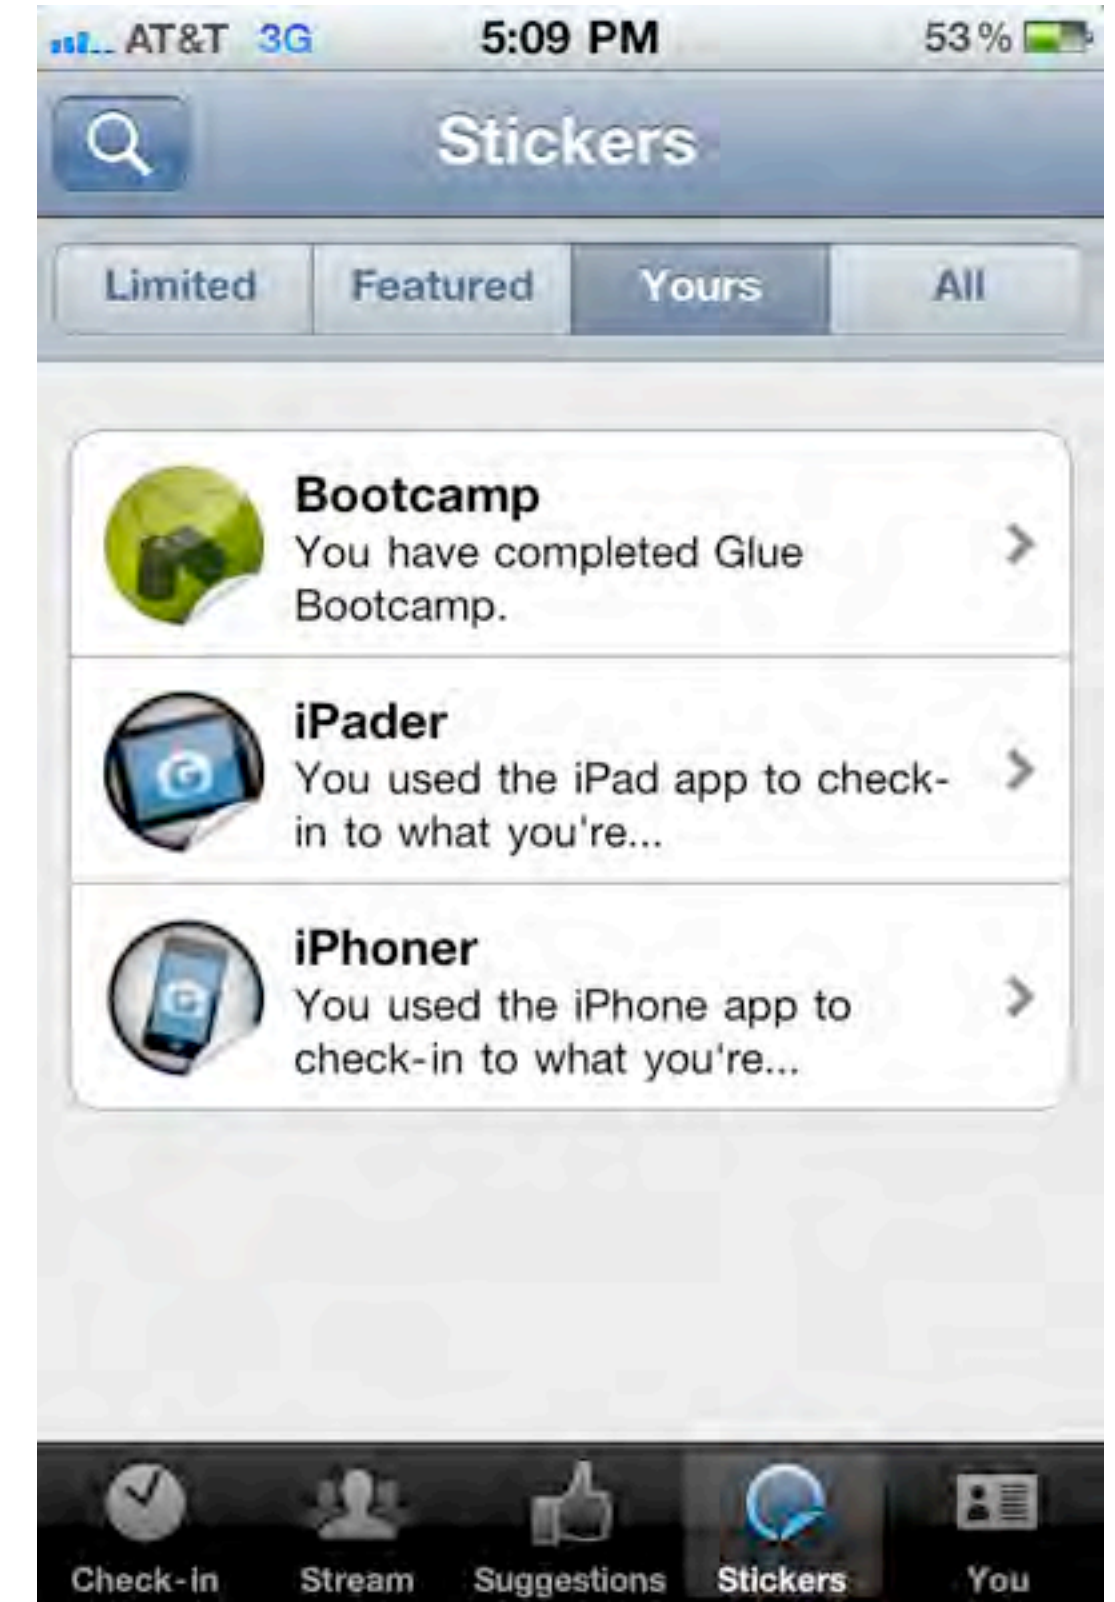 AT&T 3G 5:09 PM 53%
Stickers
Limited Featured Yours All
Bootcamp
You have completed Glue
Bootcamp.
iPader
You used the iPad app to check-
in to what you're...
iPhoner
You used the iPhone app to
check-in to what you're...
Check-in Stream Suggestions Stickers You